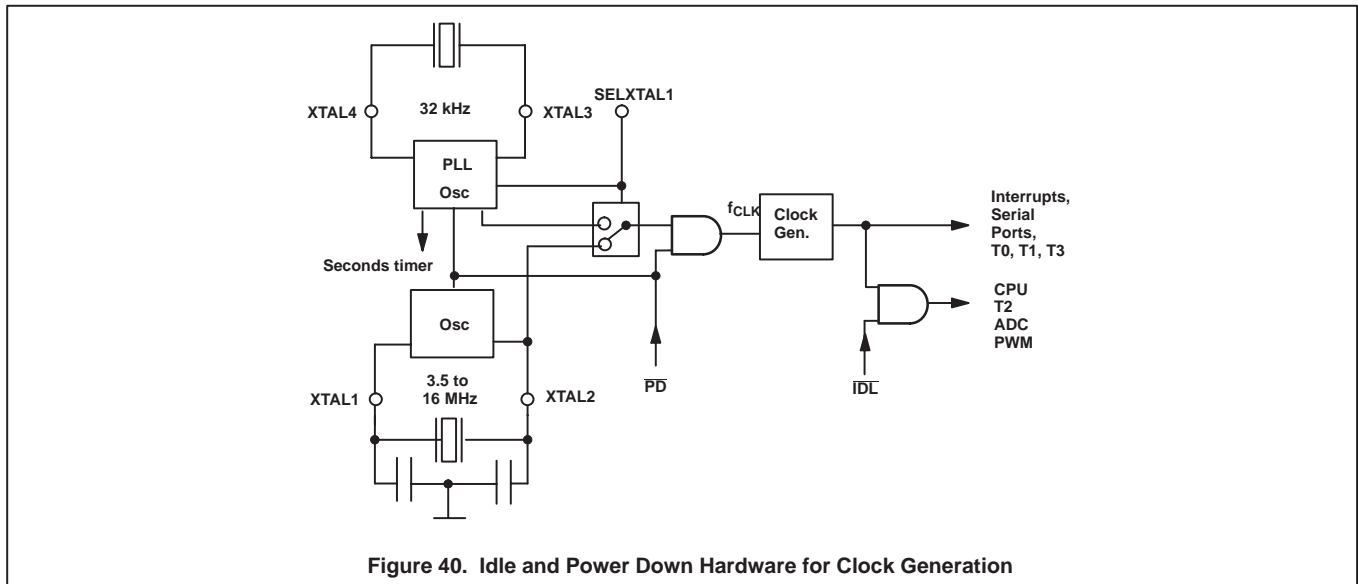 32 kHz
SELXTAL1
XTAL4
XTAL3
PLL
Osc
Seconds timer
fCLK
Clock
Gen.
Interrupts,
Serial
Ports,
T0, T1, T3
CPU
T2
ADC
PWM
Osc
PD
IDL
3.5 to
16 MHz
XTAL1
XTAL2
Figure 40. Idle and Power Down Hardware for Clock Generation